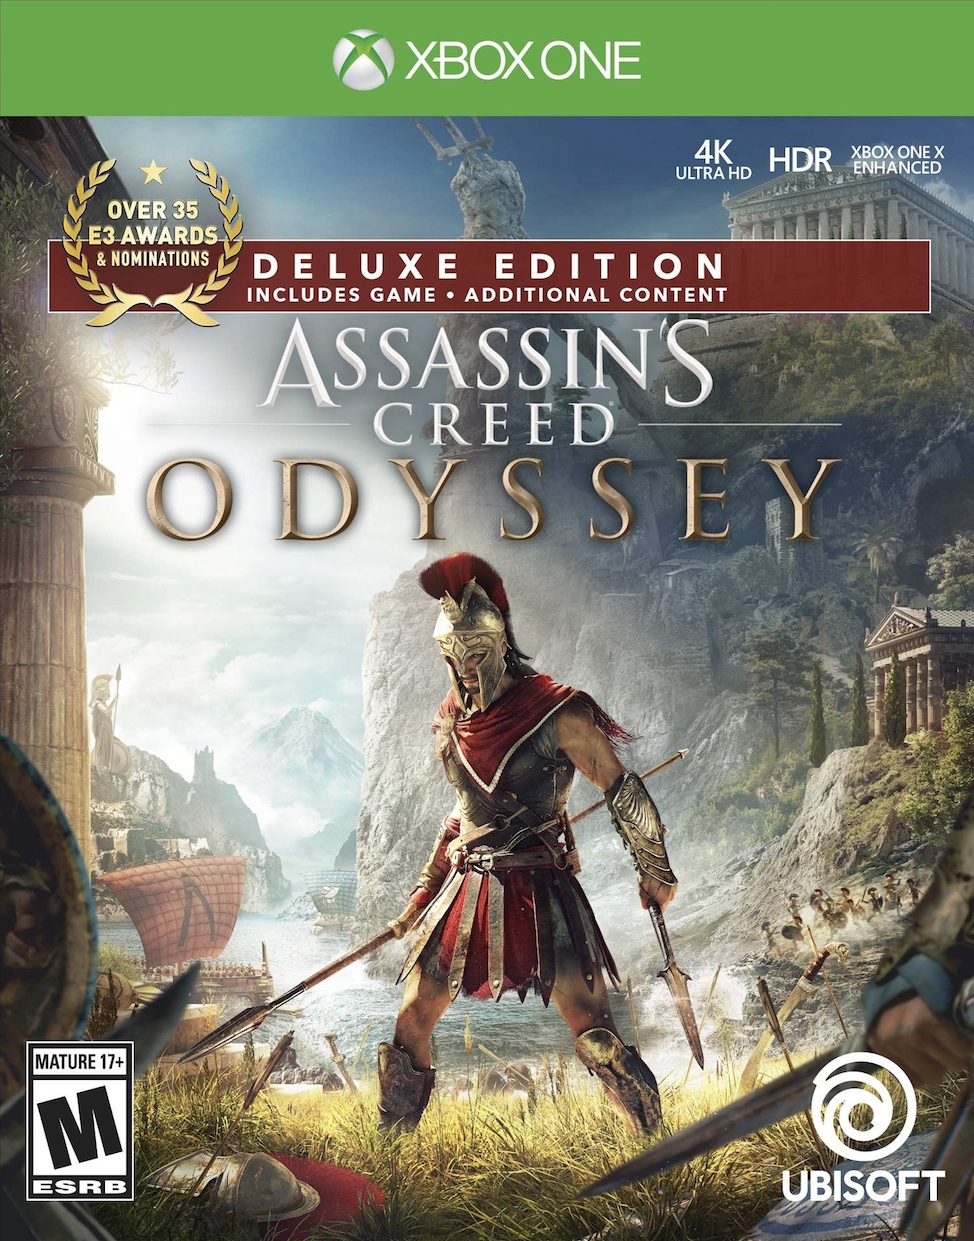 XBOX ONE
4K
ULTRA HD
HDR
XBOX ONE X
ENHANCED
OVER 35
E3 AWARDS
& NOMINATIONS
DELUXE EDITION
INCLUDES GAME • ADDITIONAL CONTENT
ASSASSIN'S
CREED
ODYSSEY
MATURE 17+
M
ESRB
UBISOFT